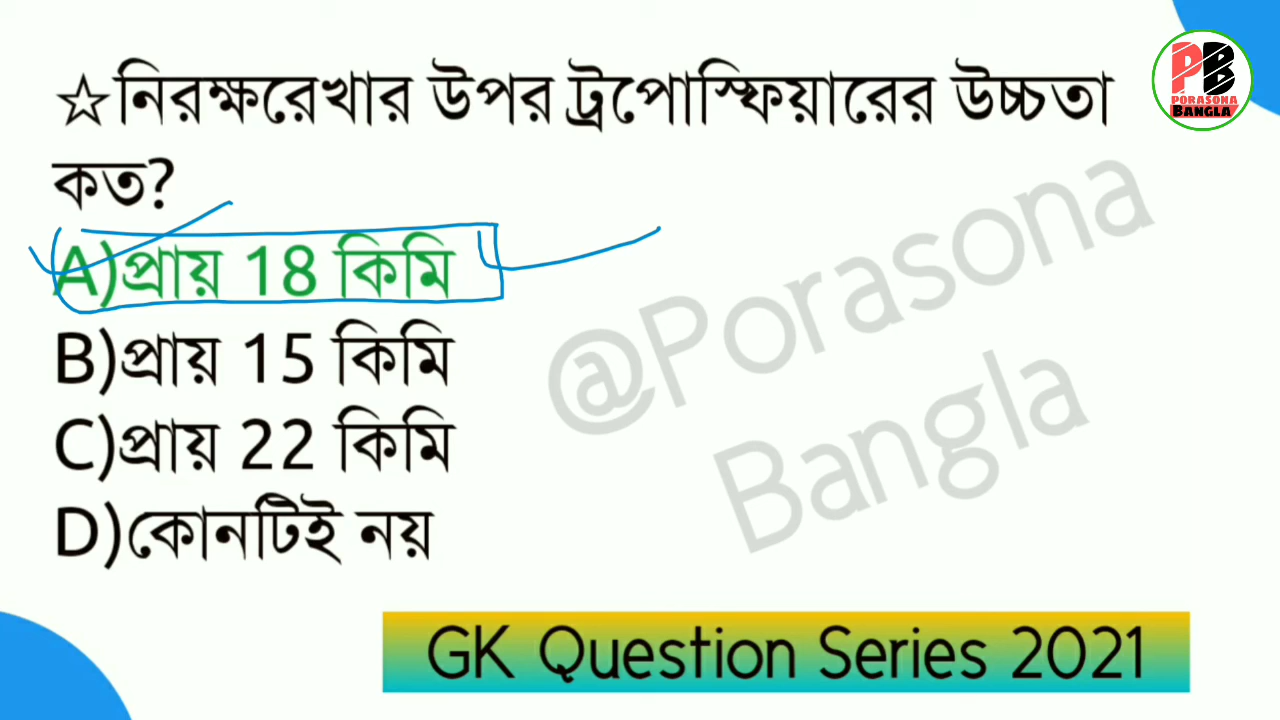 ☆নিরক্ষরেখার উপর ট্রপোস্ফিয়ারের উচ্চতা
কত?
A)প্রায় 18 কিমি
B)প্রায় 15 কিমি
C)প্রায় 22 কিমি
D)কোনটিই নয়
@Porasona
Bangla
GK Question Series 2021
PB
B
PORASONA
BANGLA